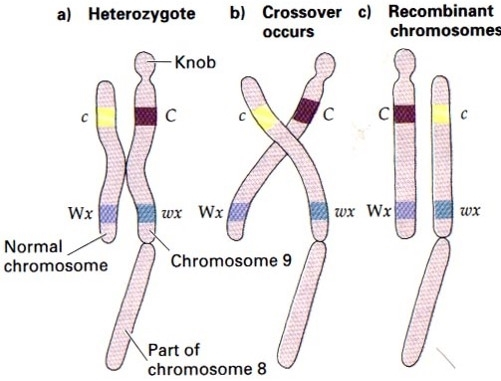 a) Heterozygote
b) Crossover
occurs
c) Recombinant
chromosomes
Knob
c
C
C
C
c
Wx
wx
Wx
wx
Wx
wx
Normal
chromosome
Chromosome 9
Part of
chromosome 8